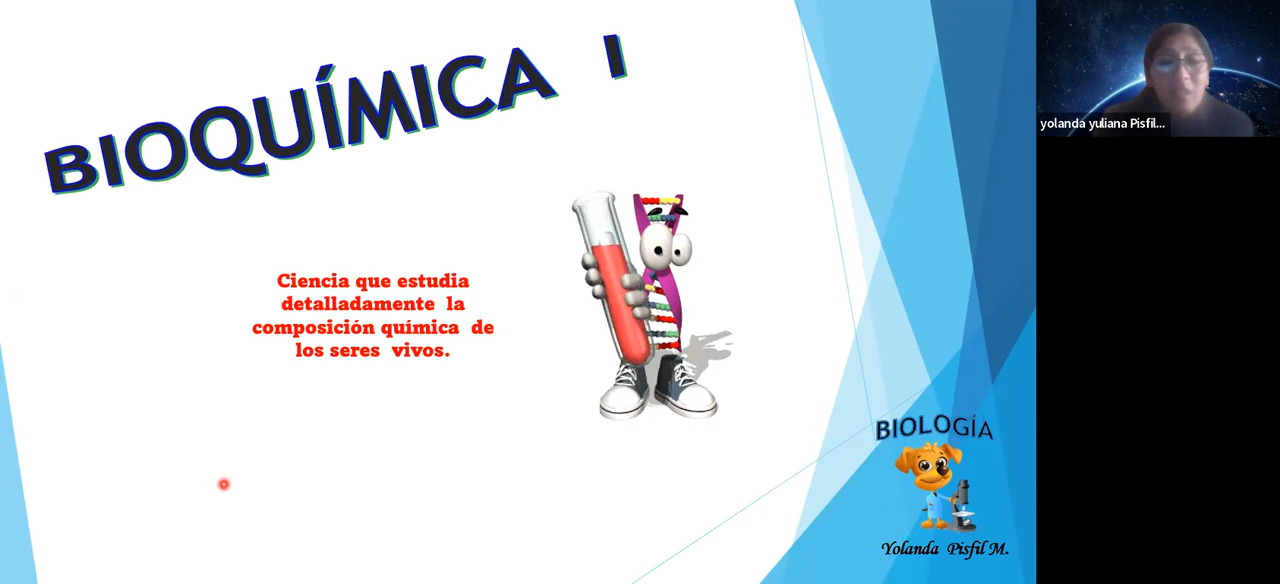 BIOQUÍMICA I
yolanda yuliana Pisfil...
Ciencia que estudia
detalladamente la
composición química de
los seres vivos.
BIOLOGÍA
Yolanda Pisfil M.